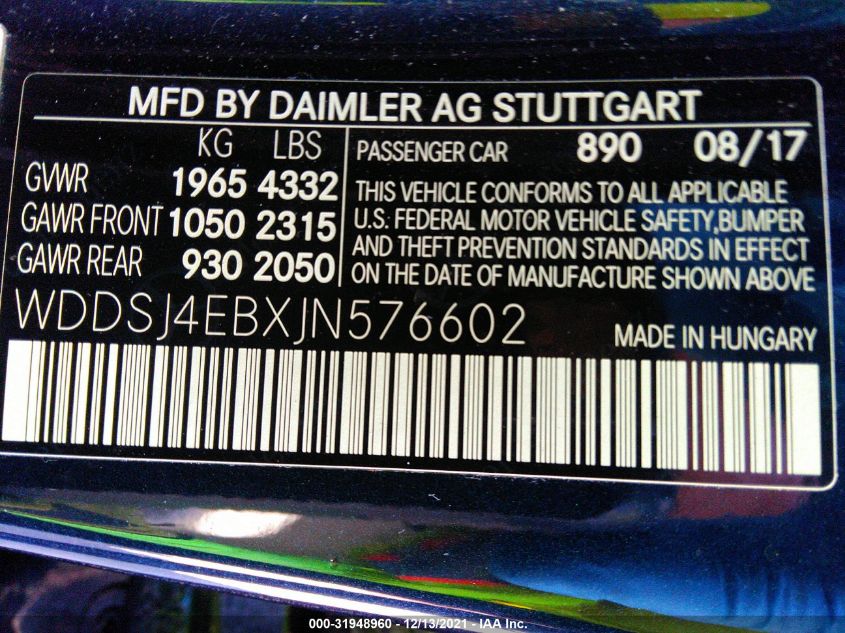 MFD BY DAIMLER AG STUTTGART
KG LBS
GVWR 1965 4332
GAWR FRONT 1050 2315
GAWR REAR 930 2050
PASSENGER CAR 890 08/17
THIS VEHICLE CONFORMS TO ALL APPLICABLE
U.S. FEDERAL MOTOR VEHICLE SAFETY,BUMPER
AND THEFT PREVENTION STANDARDS IN EFFECT
ON THE DATE OF MANUFACTURE SHOWN ABOVE
WDDSJ4EBXJN576602
MADE IN HUNGARY
000-31948960 - 12/13/2021 - IAA Inc.